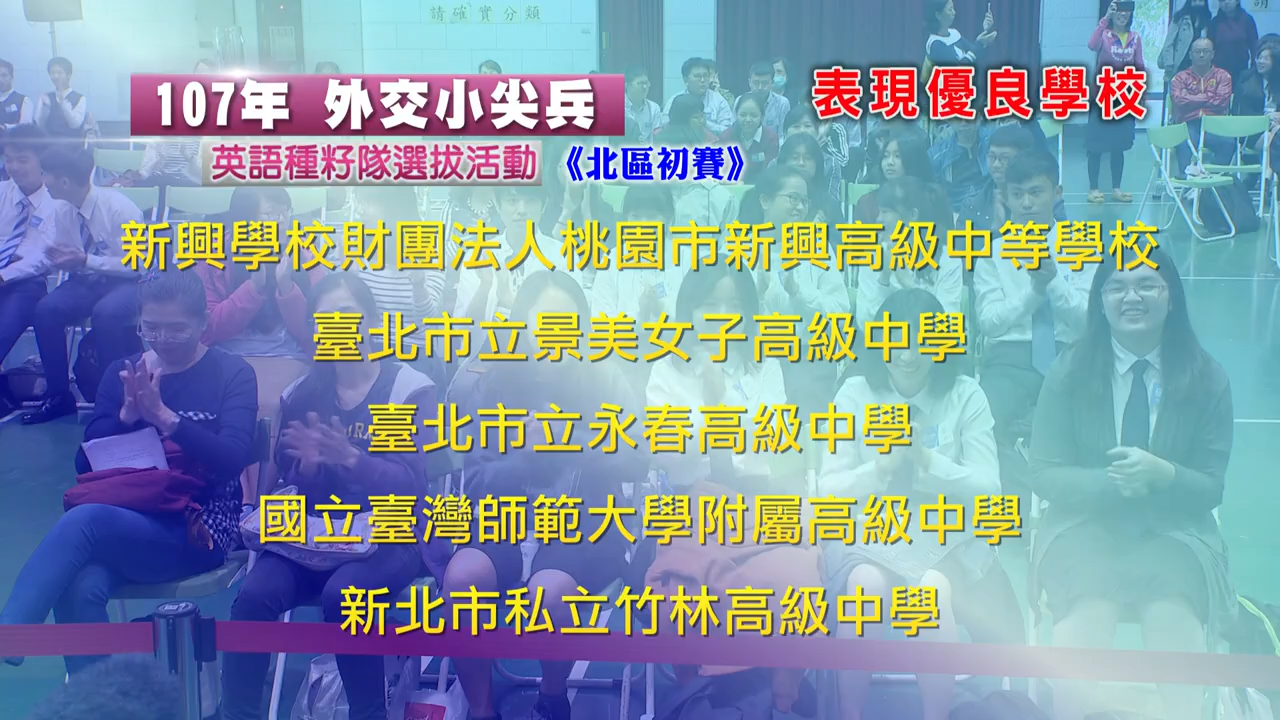 請確實分類
107年 外交小尖兵
表現優良學校
英語種籽隊選拔活動 《北區初賽》
新興學校財團法人桃園市新興高級中等學校
臺北市立景美女子高級中學
臺北市立永春高級中學
國立臺灣師範大學附屬高級中學
新北市私立竹林高級中學